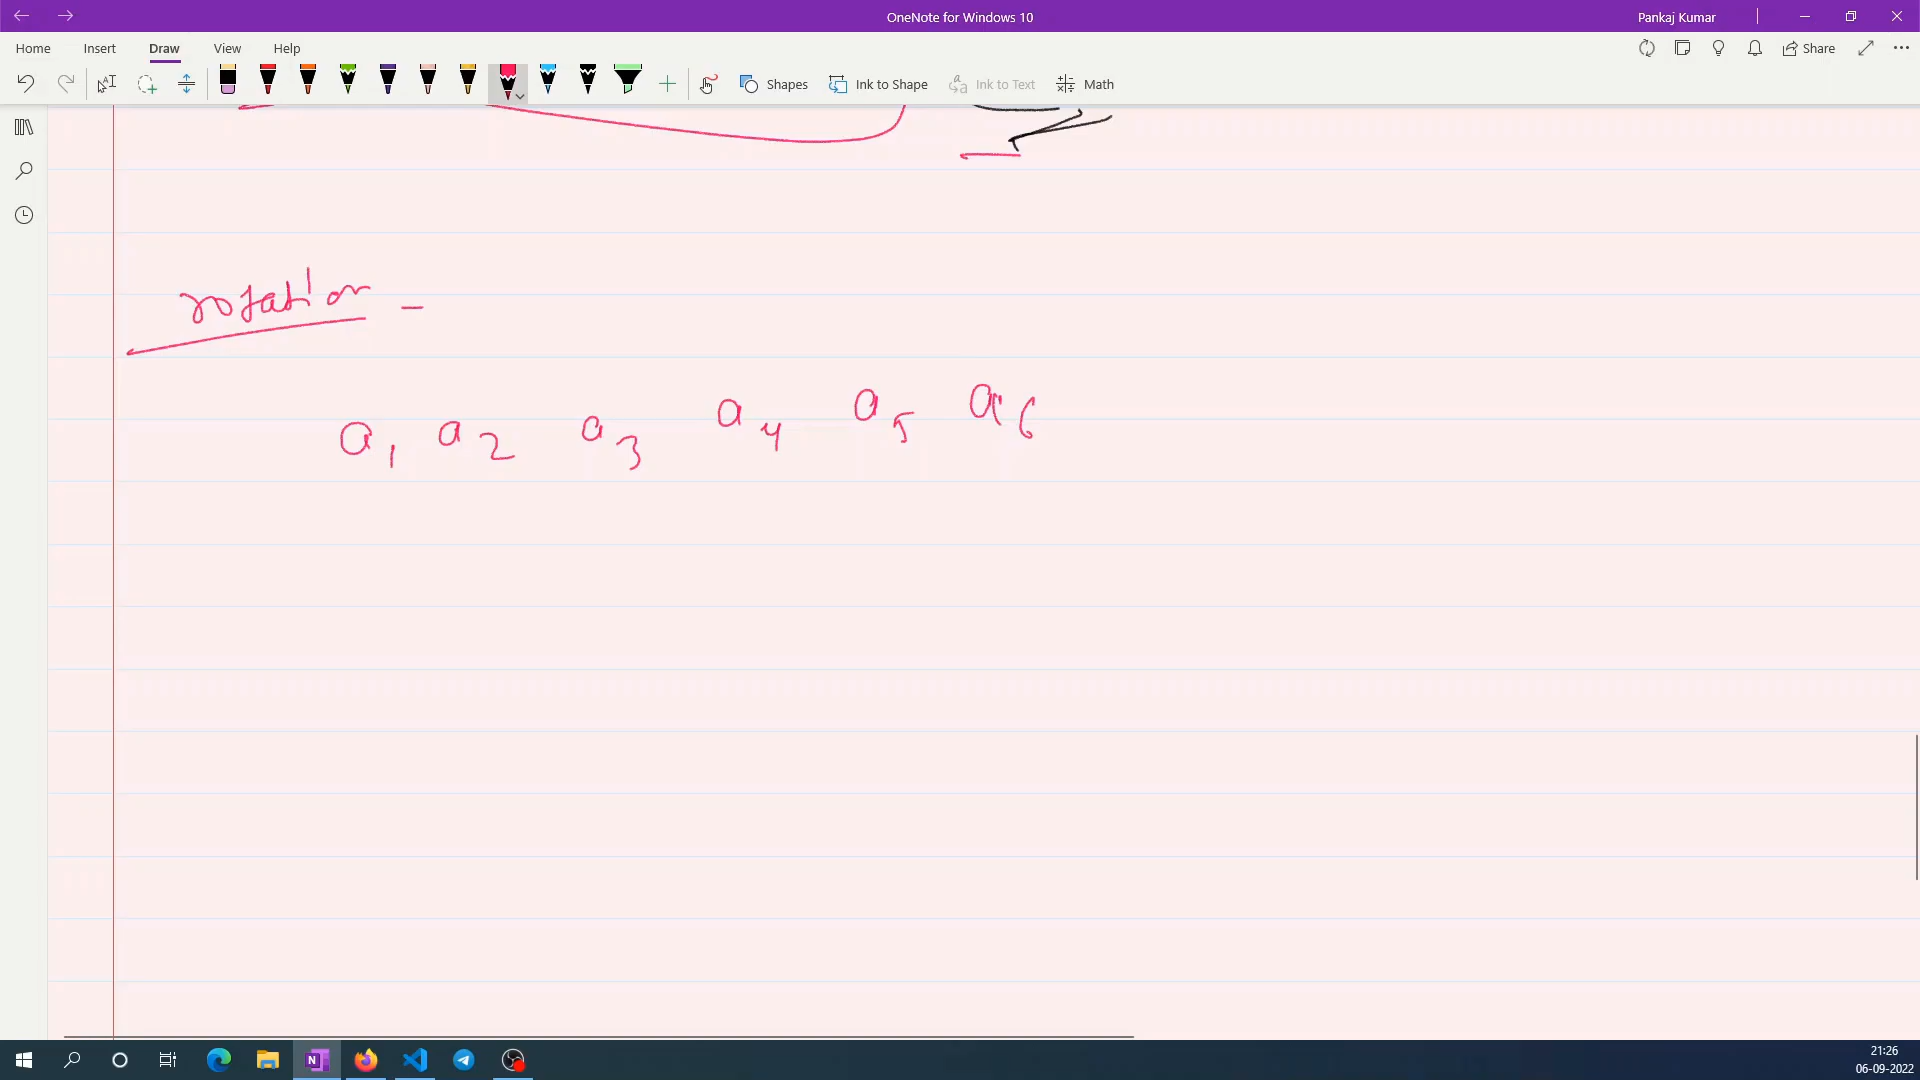 OneNote for Windows 10
Pankaj Kumar
Home Insert Draw View Help
Share
Shapes Ink to Shape Ink to Text Math
rotation -
a1 a2 a3 a4 a5 a6
21:26
06-09-2022